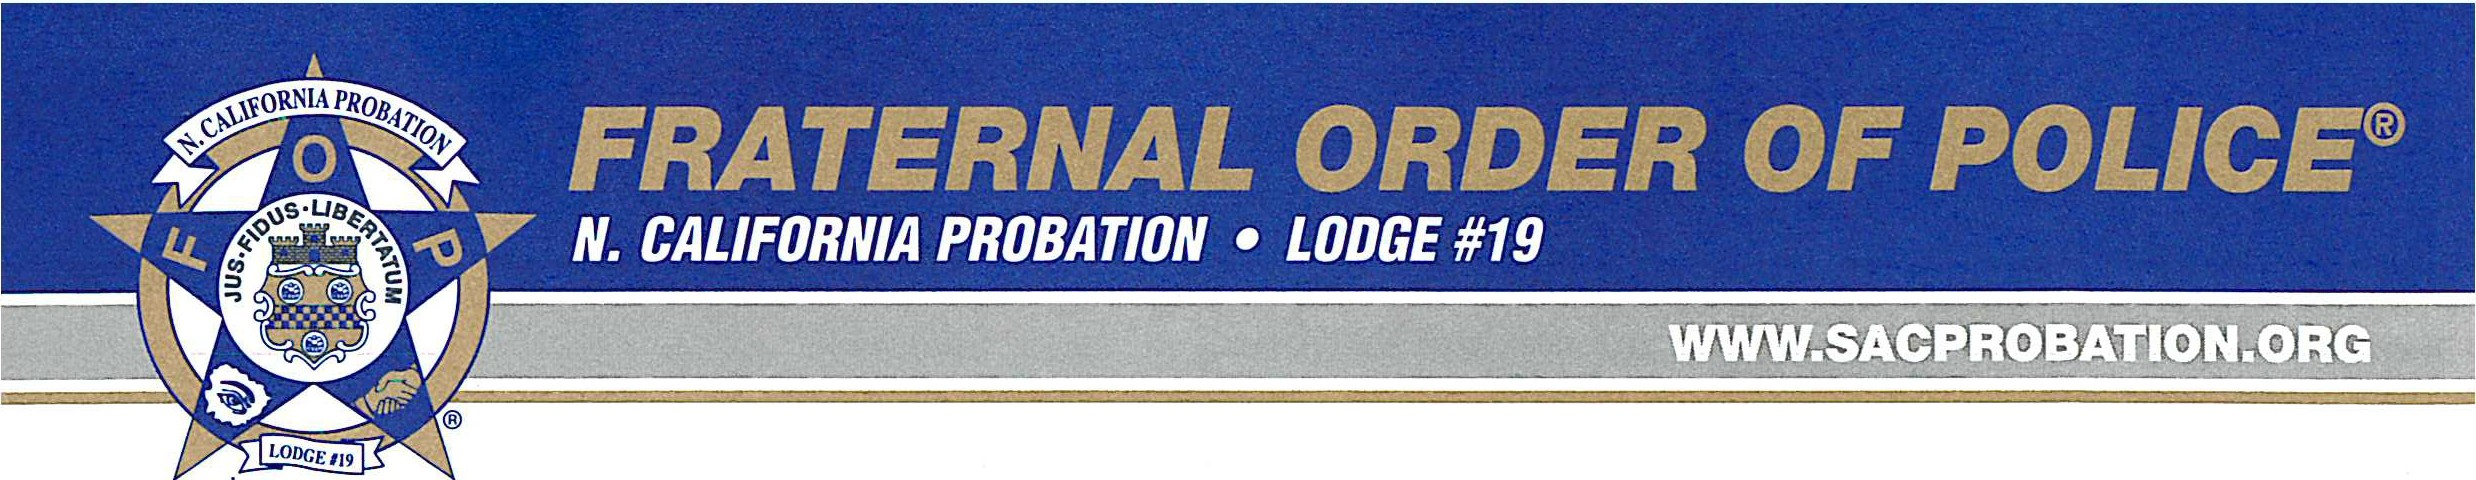 N. CALIFORNIA PROBATION
F O P
JUS·FIDUS·LIBERTATUM
LODGE #19
®
FRATERNAL ORDER OF POLICE®
N. CALIFORNIA PROBATION • LODGE #19
WWW.SACPROBATION.ORG